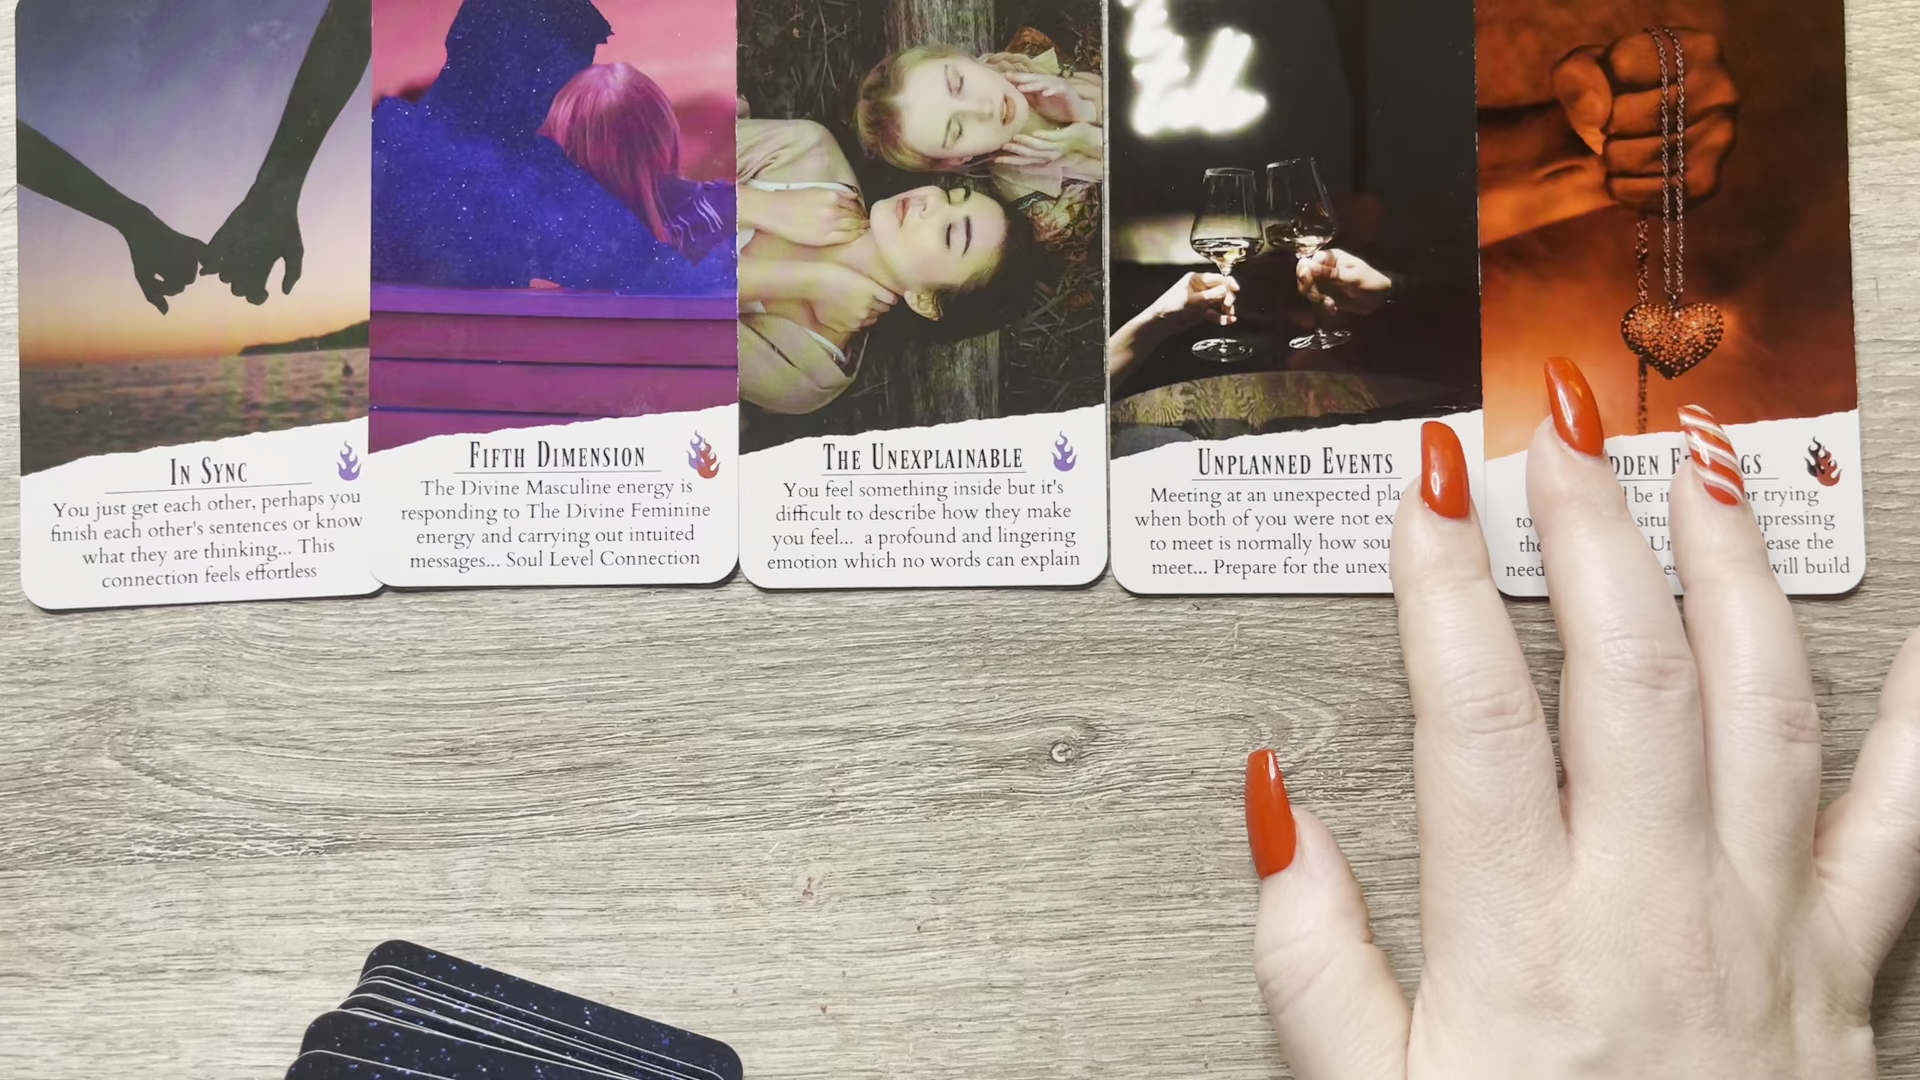 In Sync
You just get each other, perhaps you
finish each other's sentences or know
what they are thinking... This
connection feels effortless
Fifth Dimension
The Divine Masculine energy is
responding to The Divine Feminine
energy and carrying out intuited
messages... Soul Level Connection
The Unexplainable
You feel something inside but it's
difficult to describe how they make
you feel... a profound and lingering
emotion which no words can explain
Unplanned Events
Meeting at an unexpected
when both of you were not
to meet is normally how
meet... Prepare for the
be trying
to
the
will build